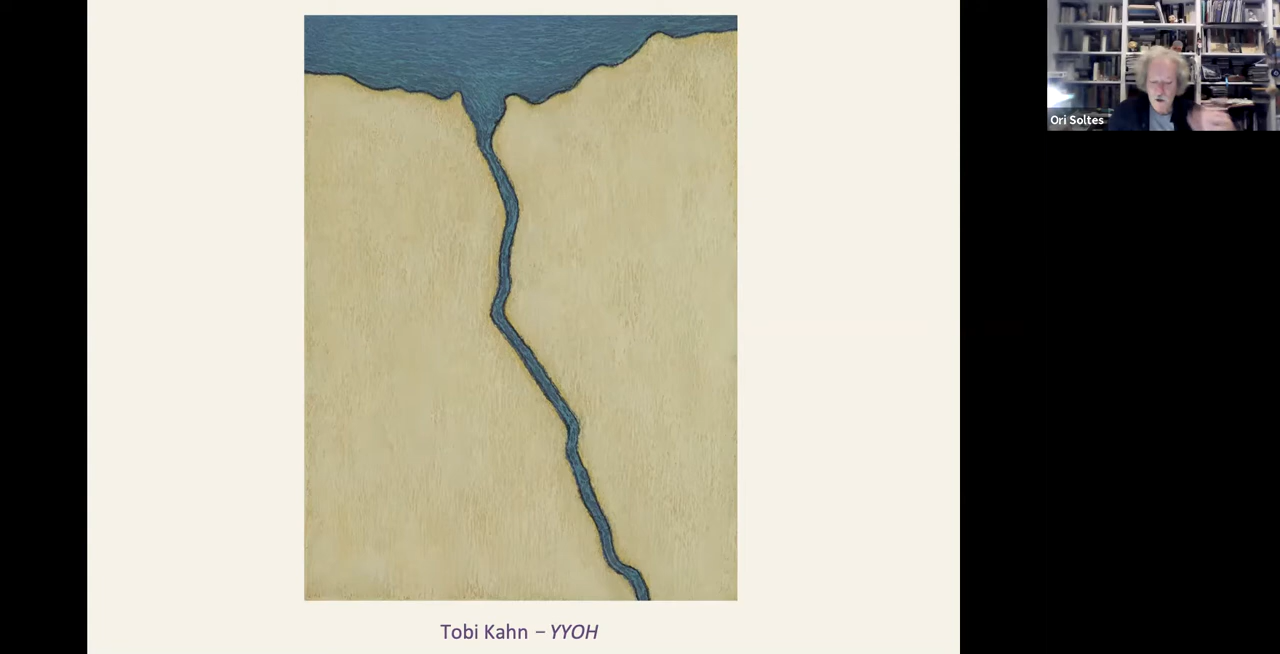 Ori Soltes
Tobi Kahn – YYOH